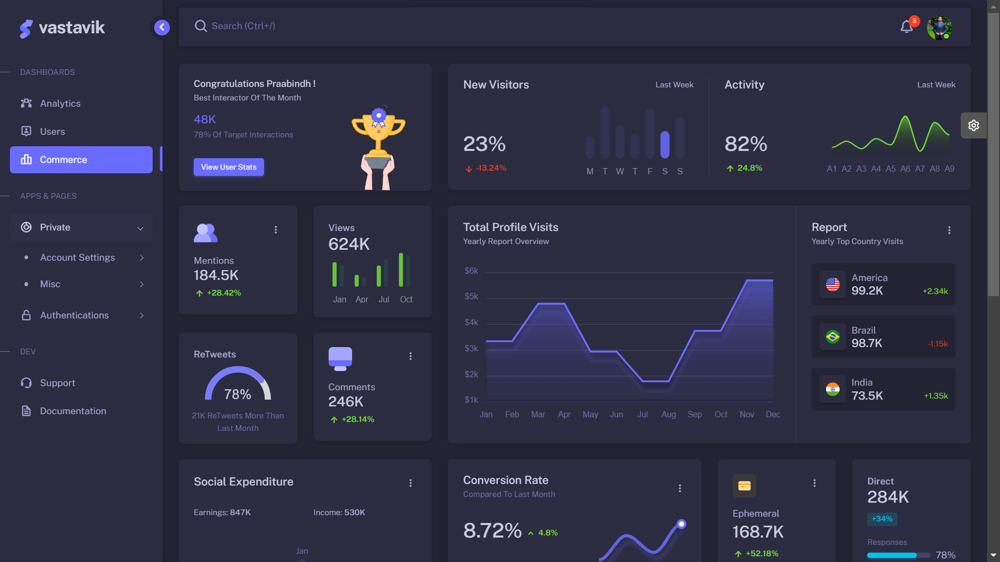 vastavik
Search (Ctrl+/)
5
DASHBOARDS
Analytics
Users
Commerce
APPS & PAGES
Private
Account Settings
Misc
Authentications
DEV
Support
Documentation
Congratulations Praabindh !
Best Interactor Of The Month
48K
78% Of Target Interactions
View User Stats
New Visitors
Last Week
23%
-13.24%
M T W T F S S
Activity
Last Week
82%
24.8%
A1 A2 A3 A4 A5 A6 A7 A8 A9
Mentions
184.5K
+28.42%
Views
624K
Jan Apr Jul Oct
ReTweets
78%
21K ReTweets More Than
Last Month
Comments
246K
+28.14%
Total Profile Visits
Yearly Report Overview
$6k
$5k
$4k
$3k
$2k
$1k
Jan Feb Mar Apr May Jun Jul Aug Sep Oct Nov Dec
Report
Yearly Top Country Visits
America
99.2K
+2.34k
Brazil
98.7K
-1.15k
India
73.5K
+1.35k
Social Expenditure
Earnings: 847K
Income: 530K
Jan
Conversion Rate
Compared To Last Month
8.72%
4.8%
Ephemeral
168.7K
+52.18%
Direct
284K
+34%
Responses
78%